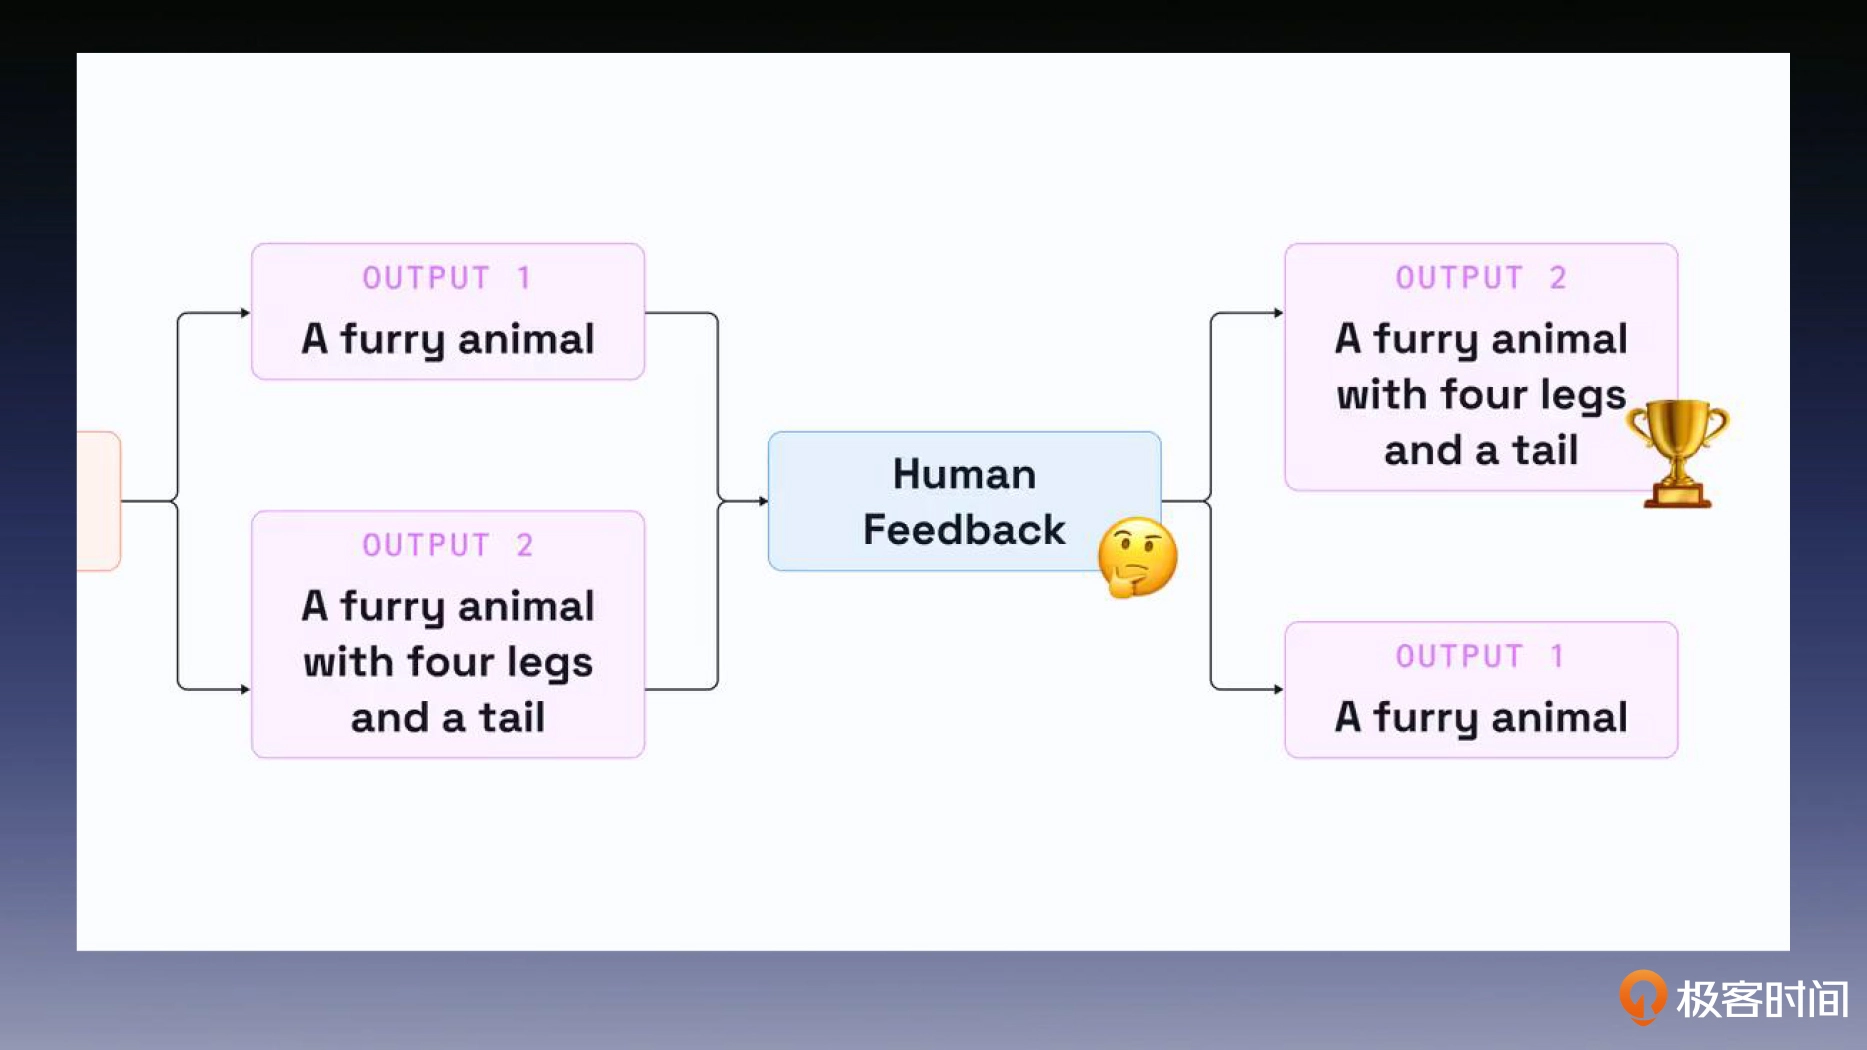 OUTPUT 1
A furry animal
OUTPUT 2
A furry animal
with four legs
and a tail
Human
Feedback
OUTPUT 2
A furry animal
with four legs
and a tail
OUTPUT 1
A furry animal
极客时间